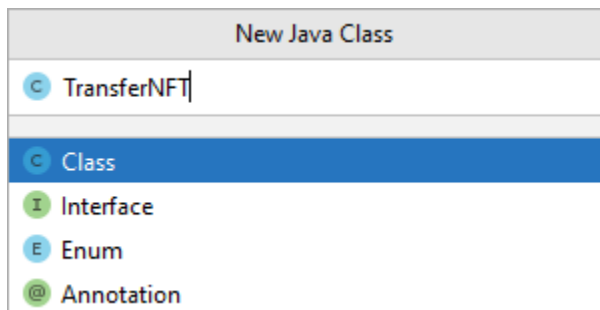 New Java Class
C TransferNFT
C Class
I Interface
E Enum
@ Annotation